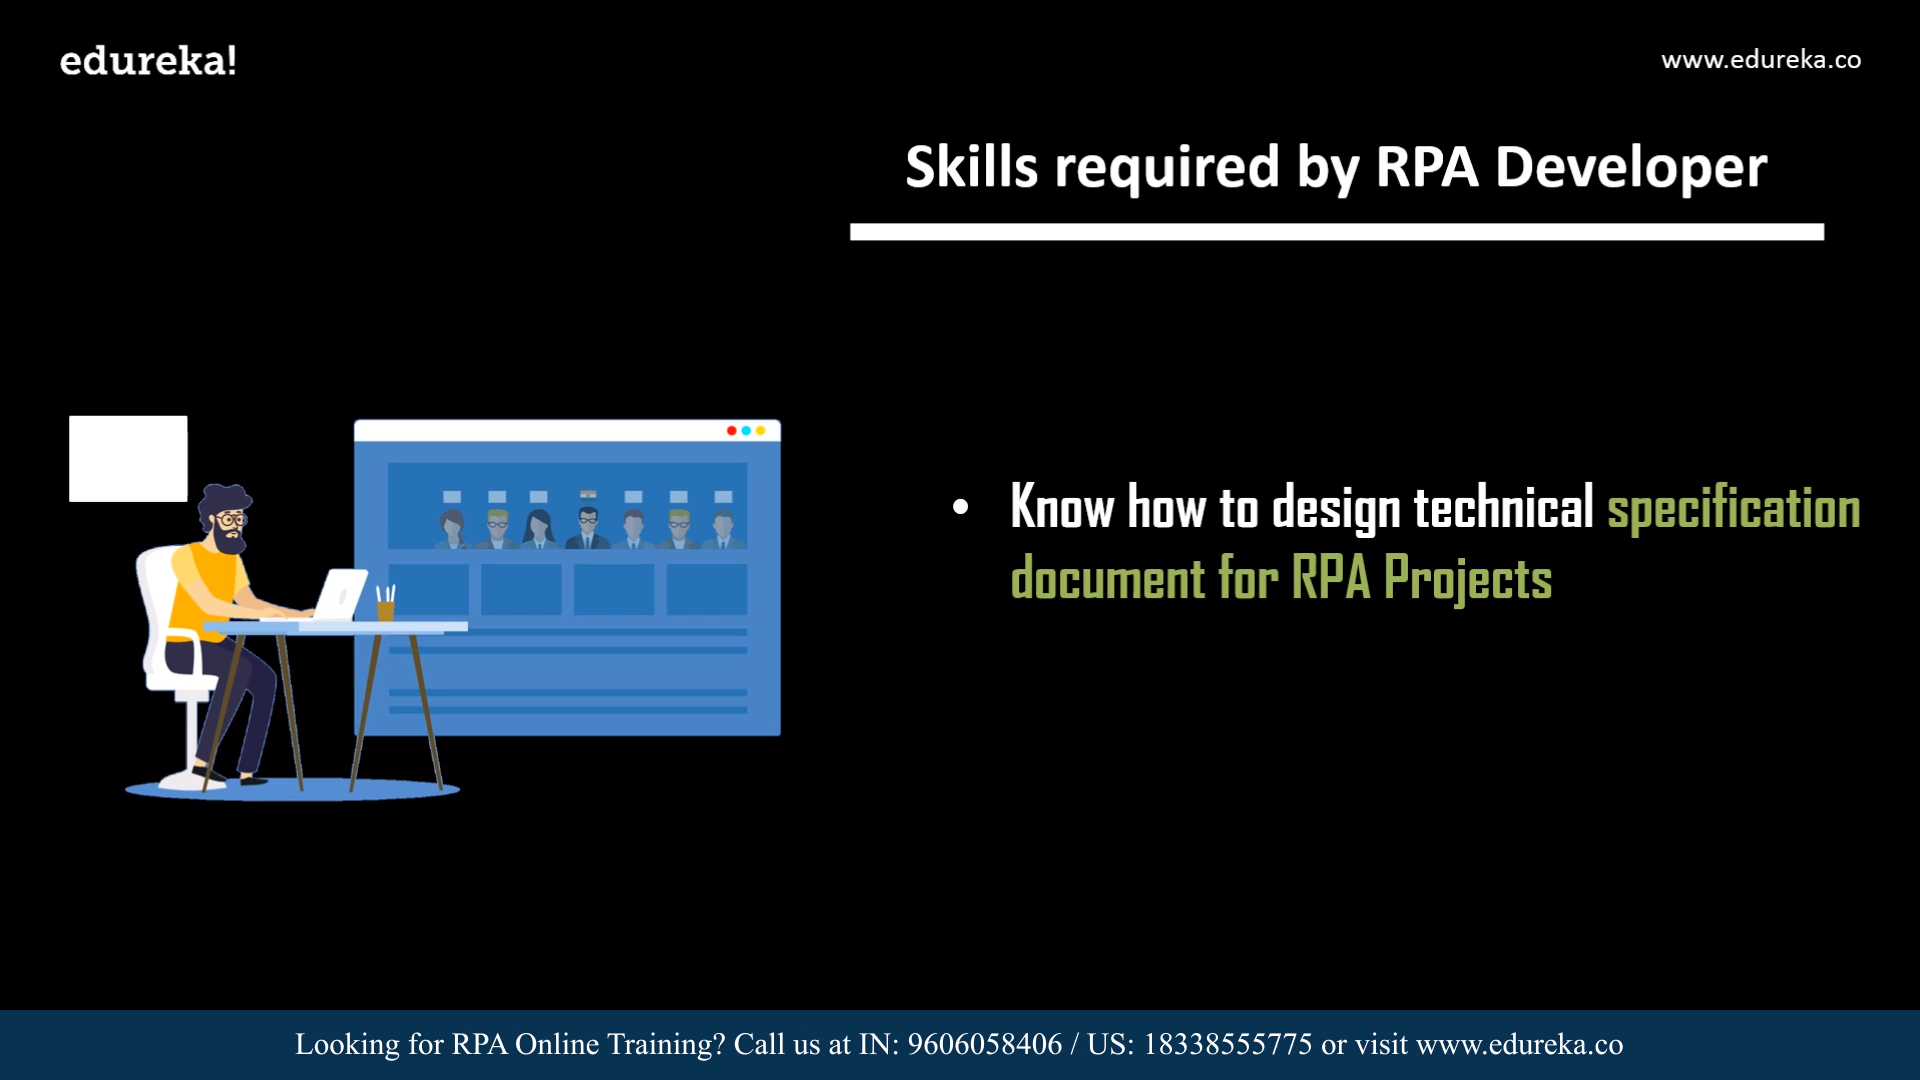 edureka!
www.edureka.co
Skills required by RPA Developer
• Know how to design technical specification
document for RPA Projects
Looking for RPA Online Training? Call us at IN: 9606058406 / US: 18338555775 or visit www.edureka.co